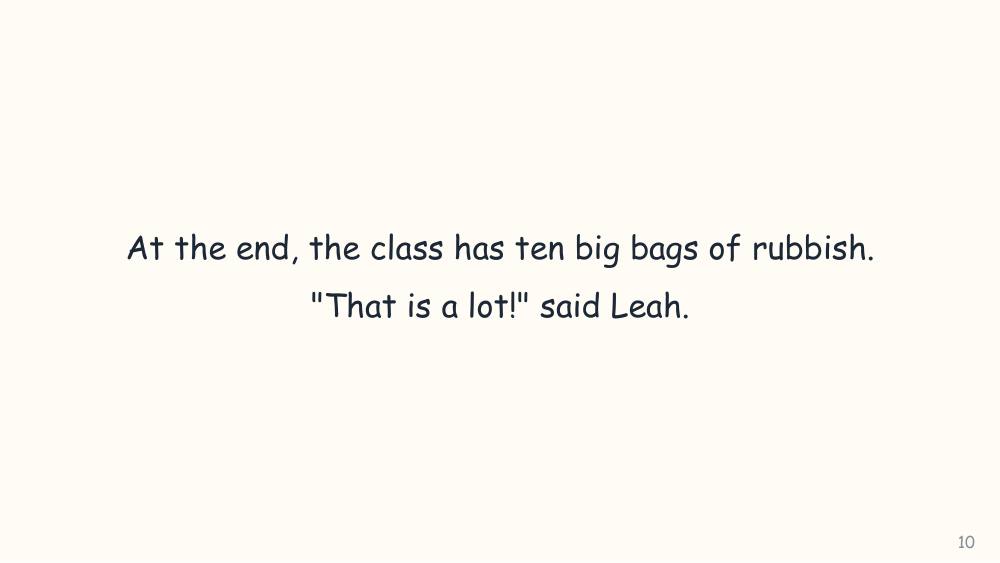 At the end, the class has ten big bags of rubbish.
"That is a lot!" said Leah.
10